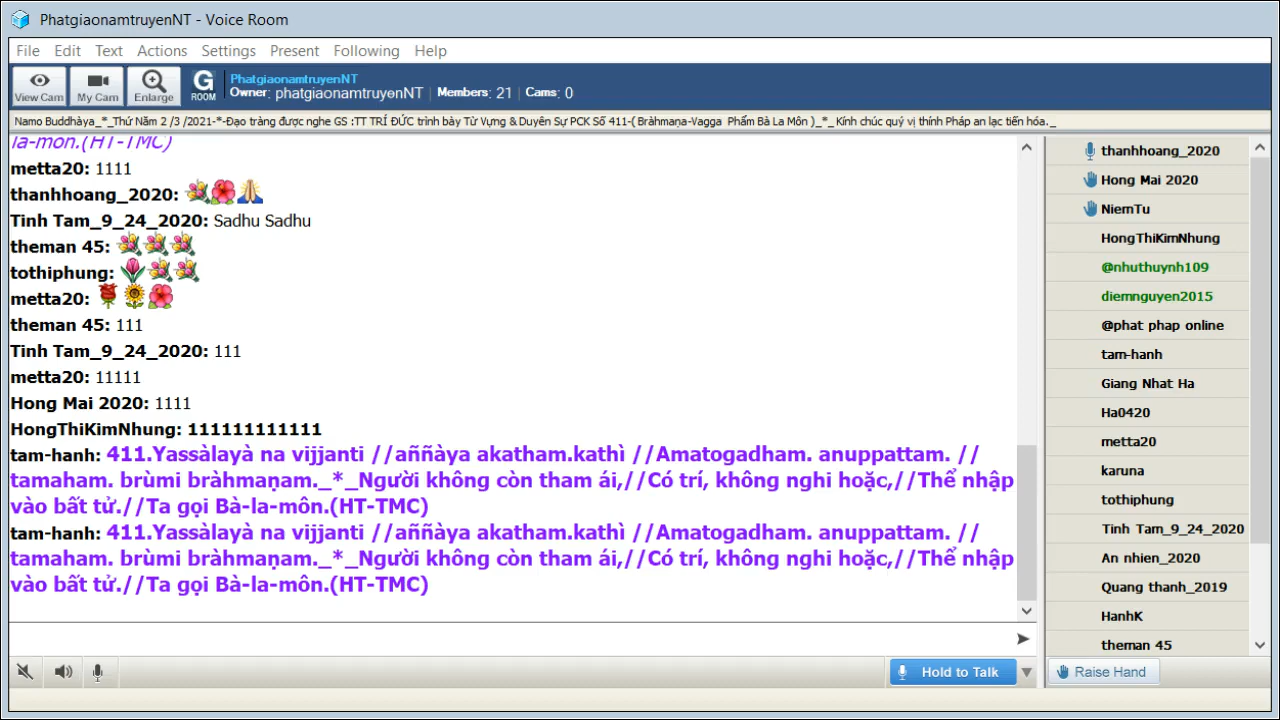 PhatgiaonamtruyenNT - Voice Room
File Edit Text Actions Settings Present Following Help
View Cam My Cam Enlarge G ROOM PhatgiaonamtruyenNT
Owner: phatgiaonamtruyenNT Members: 21 Cams: 0
Namo Buddhàya_*_Thứ Năm 2 /3 /2021-*-Đạo tràng được nghe GS :TT TRÍ ĐỨC trình bày Từ Vựng & Duyên Sự PCK Số 411-( Bràhmaṇa-Vagga Phẩm Bà La Môn )_*_ Kính chúc quý vị thính Pháp an lạc tiến hóa._
la-môn.(HT-TMC)
metta20: 1111
thanhhoang_2020:
Tinh Tam_9_24_2020: Sadhu Sadhu
theman 45:
tothiphung:
metta20:
theman 45: 111
Tinh Tam_9_24_2020: 111
metta20: 11111
Hong Mai 2020: 1111
HongThiKimNhung: 111111111111
tam-hanh: 411.Yassàlayà na vijjanti //aññàya akatham.kathì //Amatogadham. anuppattam. //
tamaham. brùmi bràhmaṇam._*_Người không còn tham ái,//Có trí, không nghi hoặc,//Thể nhập
vào bất tử.//Ta gọi Bà-la-môn.(HT-TMC)
tam-hanh: 411.Yassàlayà na vijjanti //aññàya akatham.kathì //Amatogadham. anuppattam. //
tamaham. brùmi bràhmaṇam._*_Người không còn tham ái,//Có trí, không nghi hoặc,//Thể nhập
vào bất tử.//Ta gọi Bà-la-môn.(HT-TMC)
thanhhoang_2020
Hong Mai 2020
NiemTu
HongThiKimNhung
@nhuthuynh109
diemnguyen2015
@phat phap online
tam-hanh
Giang Nhat Ha
Ha0420
metta20
karuna
tothiphung
Tinh Tam_9_24_2020
An nhien_2020
Quang thanh_2019
HanhK
theman 45
Hold to Talk
Raise Hand